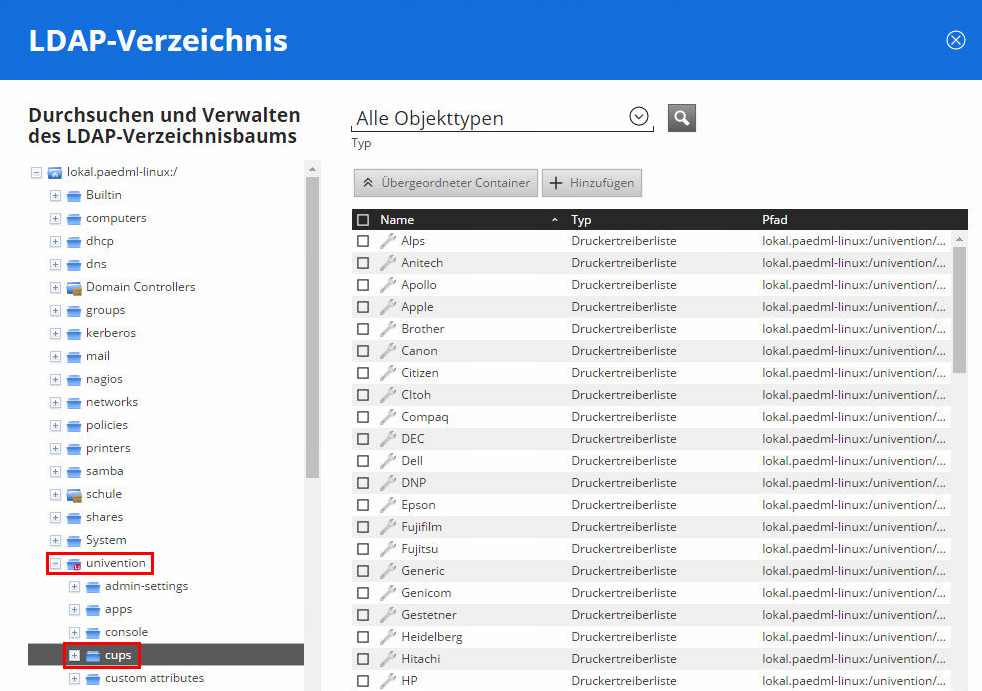 LDAP-Verzeichnis
Durchsuchen und Verwalten
des LDAP-Verzeichnisbaums
lokal.paedml-linux:/
Builtin
computers
dhcp
dns
Domain Controllers
groups
kerberos
mail
nagios
networks
policies
printers
samba
schule
shares
System
univention
admin-settings
apps
console
cups
custom attributes
Alle Objekttypen
Typ
Übergeordneter Container Hinzufügen
Name Typ Pfad
Alps Druckertreiberliste lokal.paedml-linux:/univention/...
Anitech Druckertreiberliste lokal.paedml-linux:/univention/...
Apollo Druckertreiberliste lokal.paedml-linux:/univention/...
Apple Druckertreiberliste lokal.paedml-linux:/univention/...
Brother Druckertreiberliste lokal.paedml-linux:/univention/...
Canon Druckertreiberliste lokal.paedml-linux:/univention/...
Citizen Druckertreiberliste lokal.paedml-linux:/univention/...
CItoh Druckertreiberliste lokal.paedml-linux:/univention/...
Compaq Druckertreiberliste lokal.paedml-linux:/univention/...
DEC Druckertreiberliste lokal.paedml-linux:/univention/...
Dell Druckertreiberliste lokal.paedml-linux:/univention/...
DNP Druckertreiberliste lokal.paedml-linux:/univention/...
Epson Druckertreiberliste lokal.paedml-linux:/univention/...
Fujifilm Druckertreiberliste lokal.paedml-linux:/univention/...
Fujitsu Druckertreiberliste lokal.paedml-linux:/univention/...
Generic Druckertreiberliste lokal.paedml-linux:/univention/...
Genicom Druckertreiberliste lokal.paedml-linux:/univention/...
Gestetner Druckertreiberliste lokal.paedml-linux:/univention/...
Heidelberg Druckertreiberliste lokal.paedml-linux:/univention/...
Hitachi Druckertreiberliste lokal.paedml-linux:/univention/...
HP Druckertreiberliste lokal.paedml-linux:/univention/...